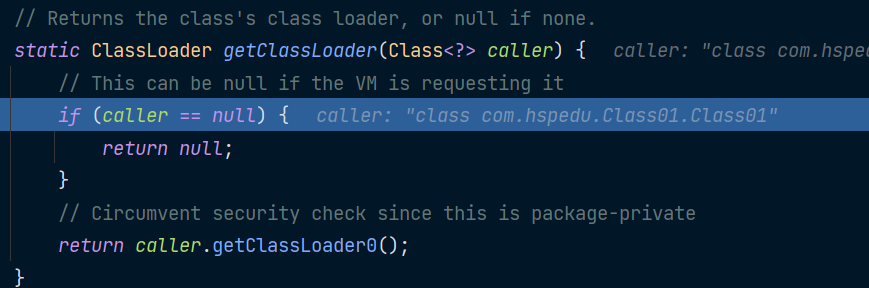 // Returns the class's class loader, or null if none.
static ClassLoader getClassLoader(Class<?> caller) { caller: "class com.hspedu
// This can be null if the VM is requesting it
if (caller == null) { caller: "class com.hspedu.Class01.Class01"
return null;
}
// Circumvent security check since this is package-private
return caller.getClassLoader0();
}